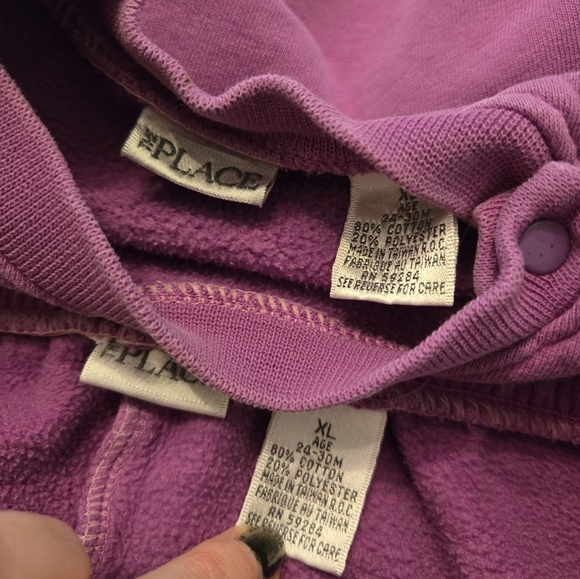 THE PLACE
XL
AGE
24-30M
80% COTTON
20% POLYESTER
MADE IN TAIWAN R.O.C.
FABRIQUE AU TAIWAN
RN 59284
SEE REVERSE FOR CARE
THE PLACE
XL
AGE
24-30M
80% COTTON
20% POLYESTER
MADE IN TAIWAN R.O.C
FABRIQUE AU TAIWAN
RN 59284
SEE REVERSE FOR CARE